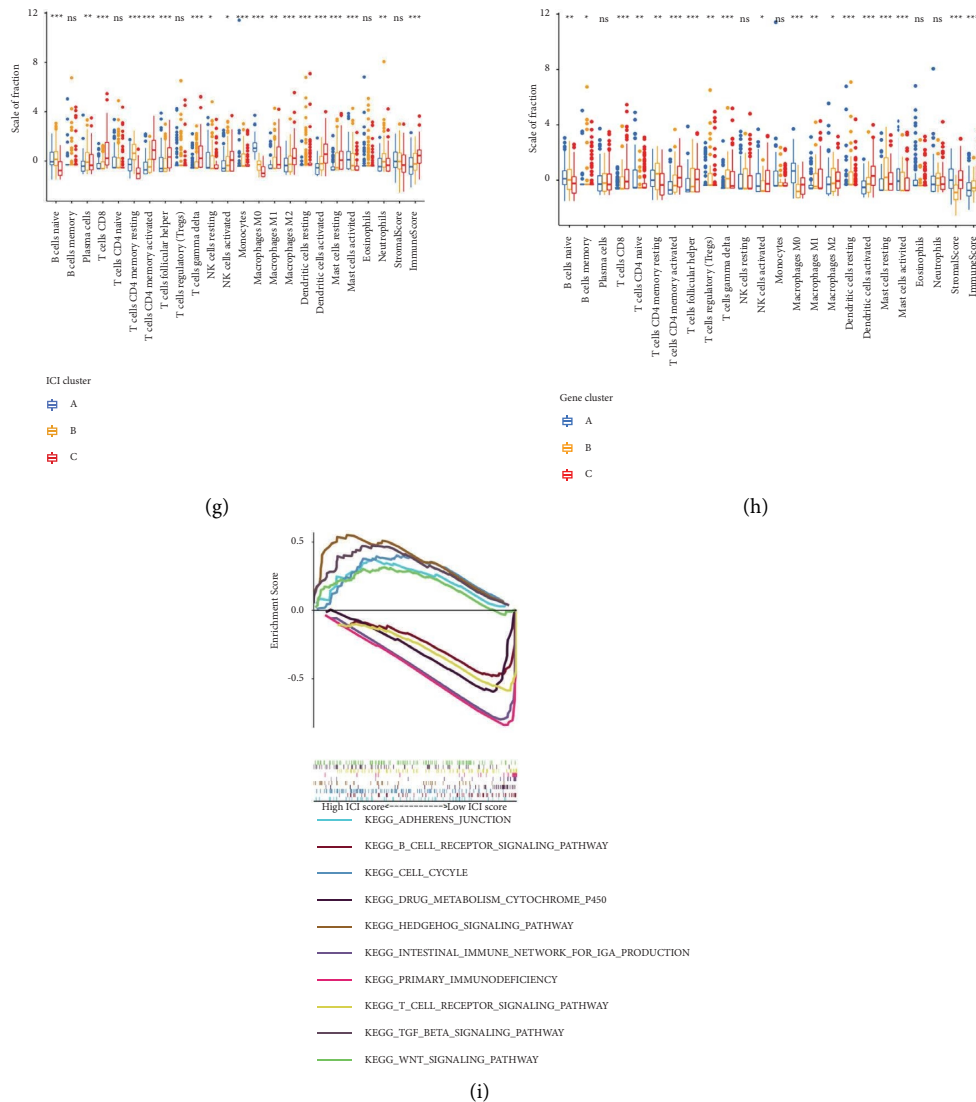 *** ns ** *** ns *** *** *** ns *** * * *** *** ** *** *** *** *** *** ns ** ns ***
12
8
4
0
Scale of fraction
B cells naive
B cells memory
Plasma cells
T cells CD8
T cells CD4 naive
T cells CD4 memory resting
T cells CD4 memory activated
T cells follicular helper
T cells regulatory (Tregs)
T cells gamma delta
NK cells resting
NK cells activated
Monocytes
Macrophages M0
Macrophages M1
Macrophages M2
Dendritic cells resting
Dendritic cells activated
Mast cells resting
Mast cells activited
Eosinophils
Neutrophils
StromalScore
ImmuneScore
ICI cluster
A
B
C
(g)
** * ns *** *** ** *** *** *** *** ns * ns *** ** * *** *** *** *** ns ns *** ***
12
8
4
0
Scale of fraction
B cells naive
B cells memory
Plasma cells
T cells CD8
T cells CD4 naive
T cells CD4 memory resting
T cells CD4 memory activated
T cells follicular helper
T cells regulatory (Tregs)
T cells gamma delta
NK cells resting
NK cells activated
Monocytes
Macrophages M0
Macrophages M1
Macrophages M2
Dendritic cells resting
Dendritic cells activated
Mast cells resting
Mast cells activited
Eosinophils
Neutrophils
StromalScore
ImmuneScore
Gene cluster
A
B
C
(h)
0.5
0.0
-0.5
Enrichment Score
High ICI score<-------------->Low ICI score
KEGG_ADHERENS_JUNCTION
KEGG_B_CELL_RECEPTOR_SIGNALING_PATHWAY
KEGG_CELL_CYCYLE
KEGG_DRUG_METABOLISM_CYTOCHROME_P450
KEGG_HEDGEHOG_SIGNALING_PATHWAY
KEGG_INTESTINAL_IMMUNE_NETWORK_FOR_IGA_PRODUCTION
KEGG_PRIMARY_IMMUNODEFICIENCY
KEGG_T_CELL_RECEPTOR_SIGNALING_PATHWAY
KEGG_TGF_BETA_SIGNALING_PATHWAY
KEGG_WNT_SIGNALING_PATHWAY
(i)